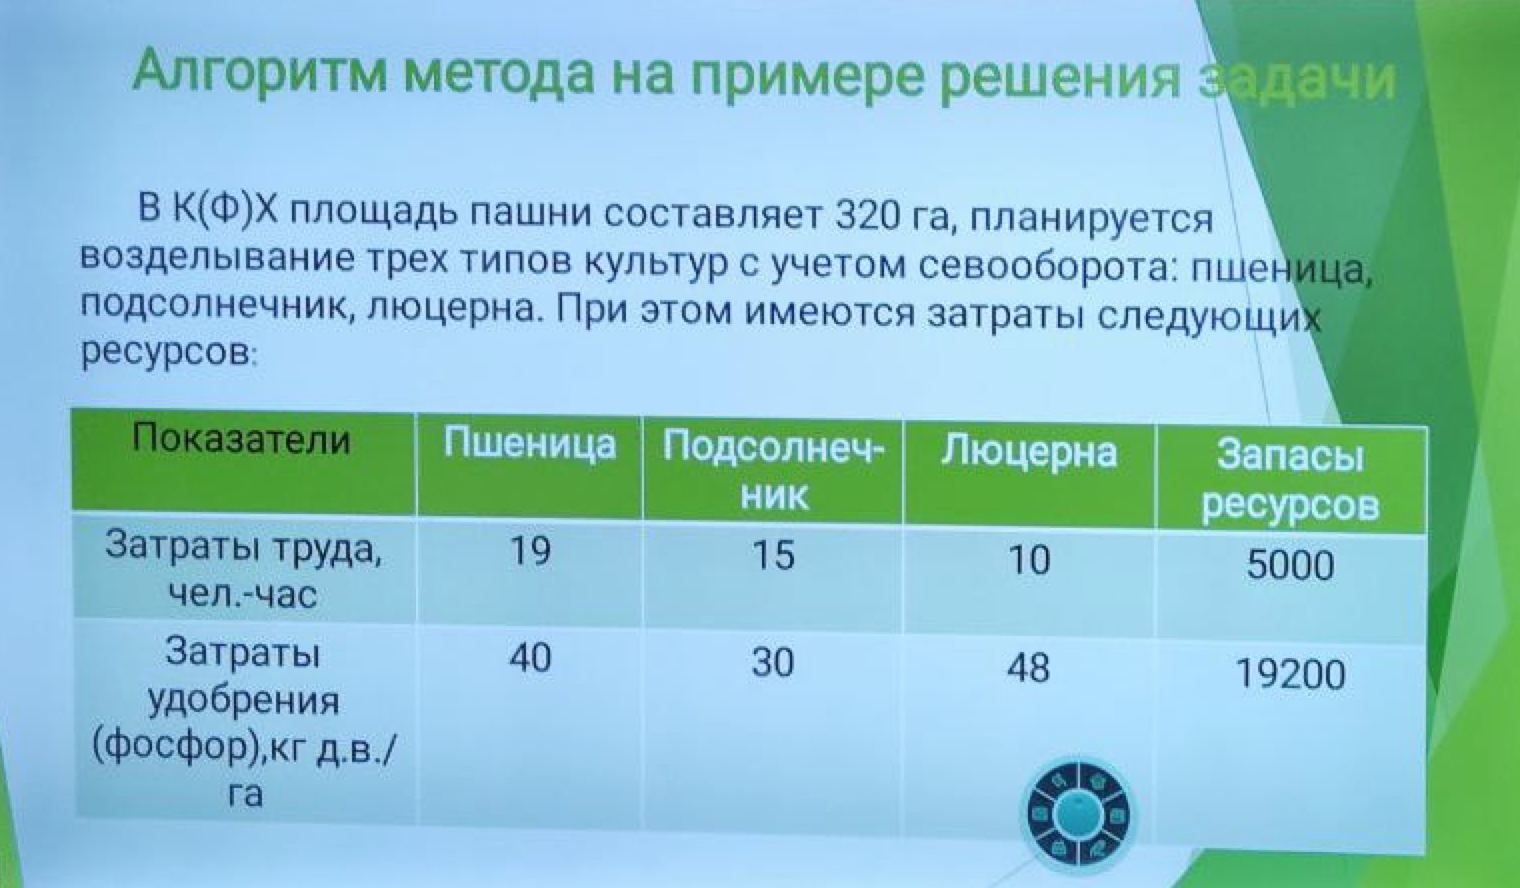 Алгоритм метода на примере решения задачи
В К(Ф)Х площадь пашни составляет 320 га, планируется
возделывание трех типов культур с учетом севооборота: пшеница,
подсолнечник, люцерна. При этом имеются затраты следующих
ресурсов:
Показатели Пшеница Подсолнеч- Люцерна Запасы
ник ресурсов
Затраты труда, 19 15 10 5000
чел.-час
Затраты 40 30 48 19200
удобрения
(фосфор),кг д.в./
га